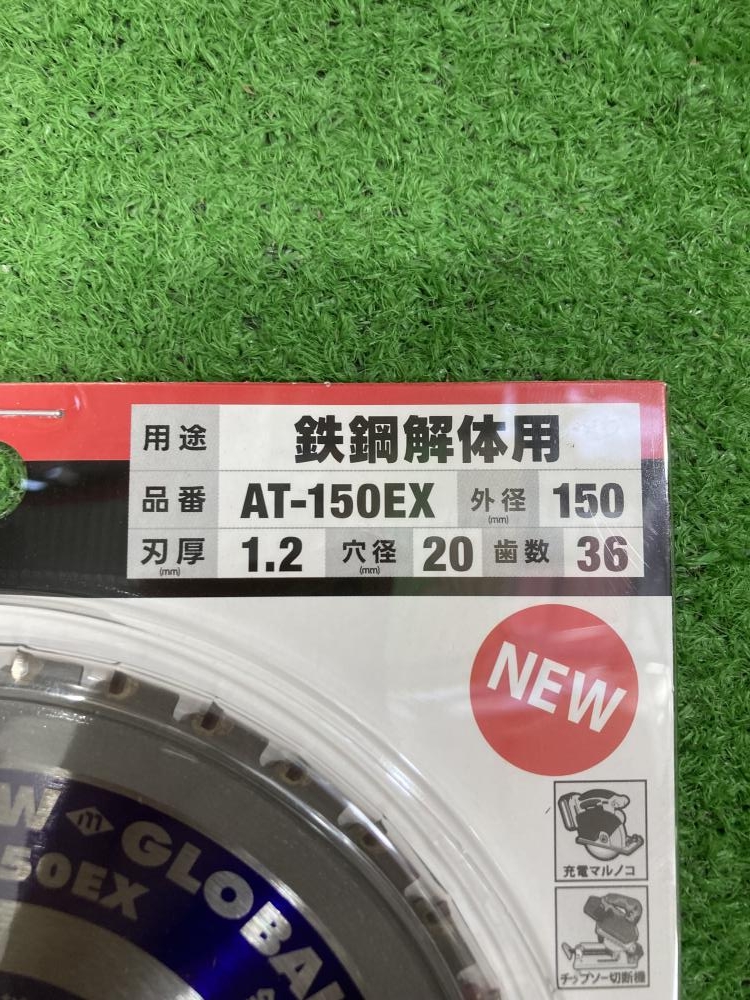 用途 鉄鋼解体用
品番 AT-150EX 外径(mm) 150
刃厚(mm) 1.2 穴径(mm) 20 歯数 36
NEW
充電マルノコ
チップソー切断機
W GLOBA
50EX